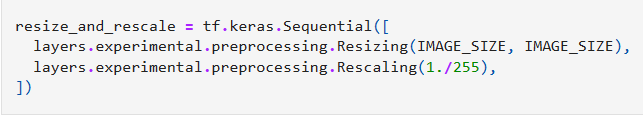 resize_and_rescale = tf.keras.Sequential([
  layers.experimental.preprocessing.Resizing(IMAGE_SIZE, IMAGE_SIZE),
  layers.experimental.preprocessing.Rescaling(1./255),
])